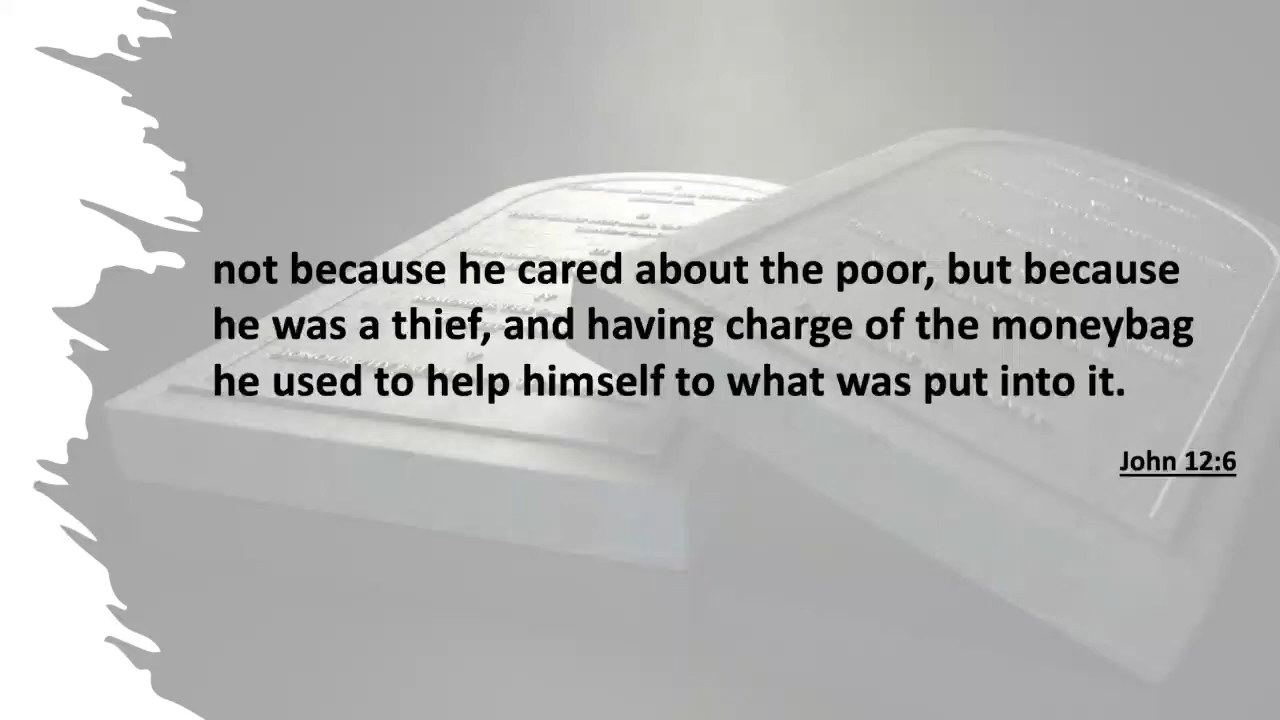 not because he cared about the poor, but because
he was a thief, and having charge of the moneybag
he used to help himself to what was put into it.
John 12:6